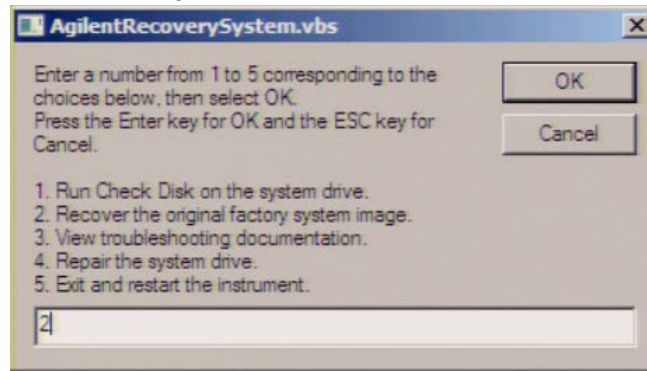 AgilentRecoverySystem.vbs
Enter a number from 1 to 5 corresponding to the
choices below, then select OK.
Press the Enter key for OK and the ESC key for
Cancel.
OK
Cancel
1. Run Check Disk on the system drive.
2. Recover the original factory system image.
3. View troubleshooting documentation.
4. Repair the system drive.
5. Exit and restart the instrument.
2